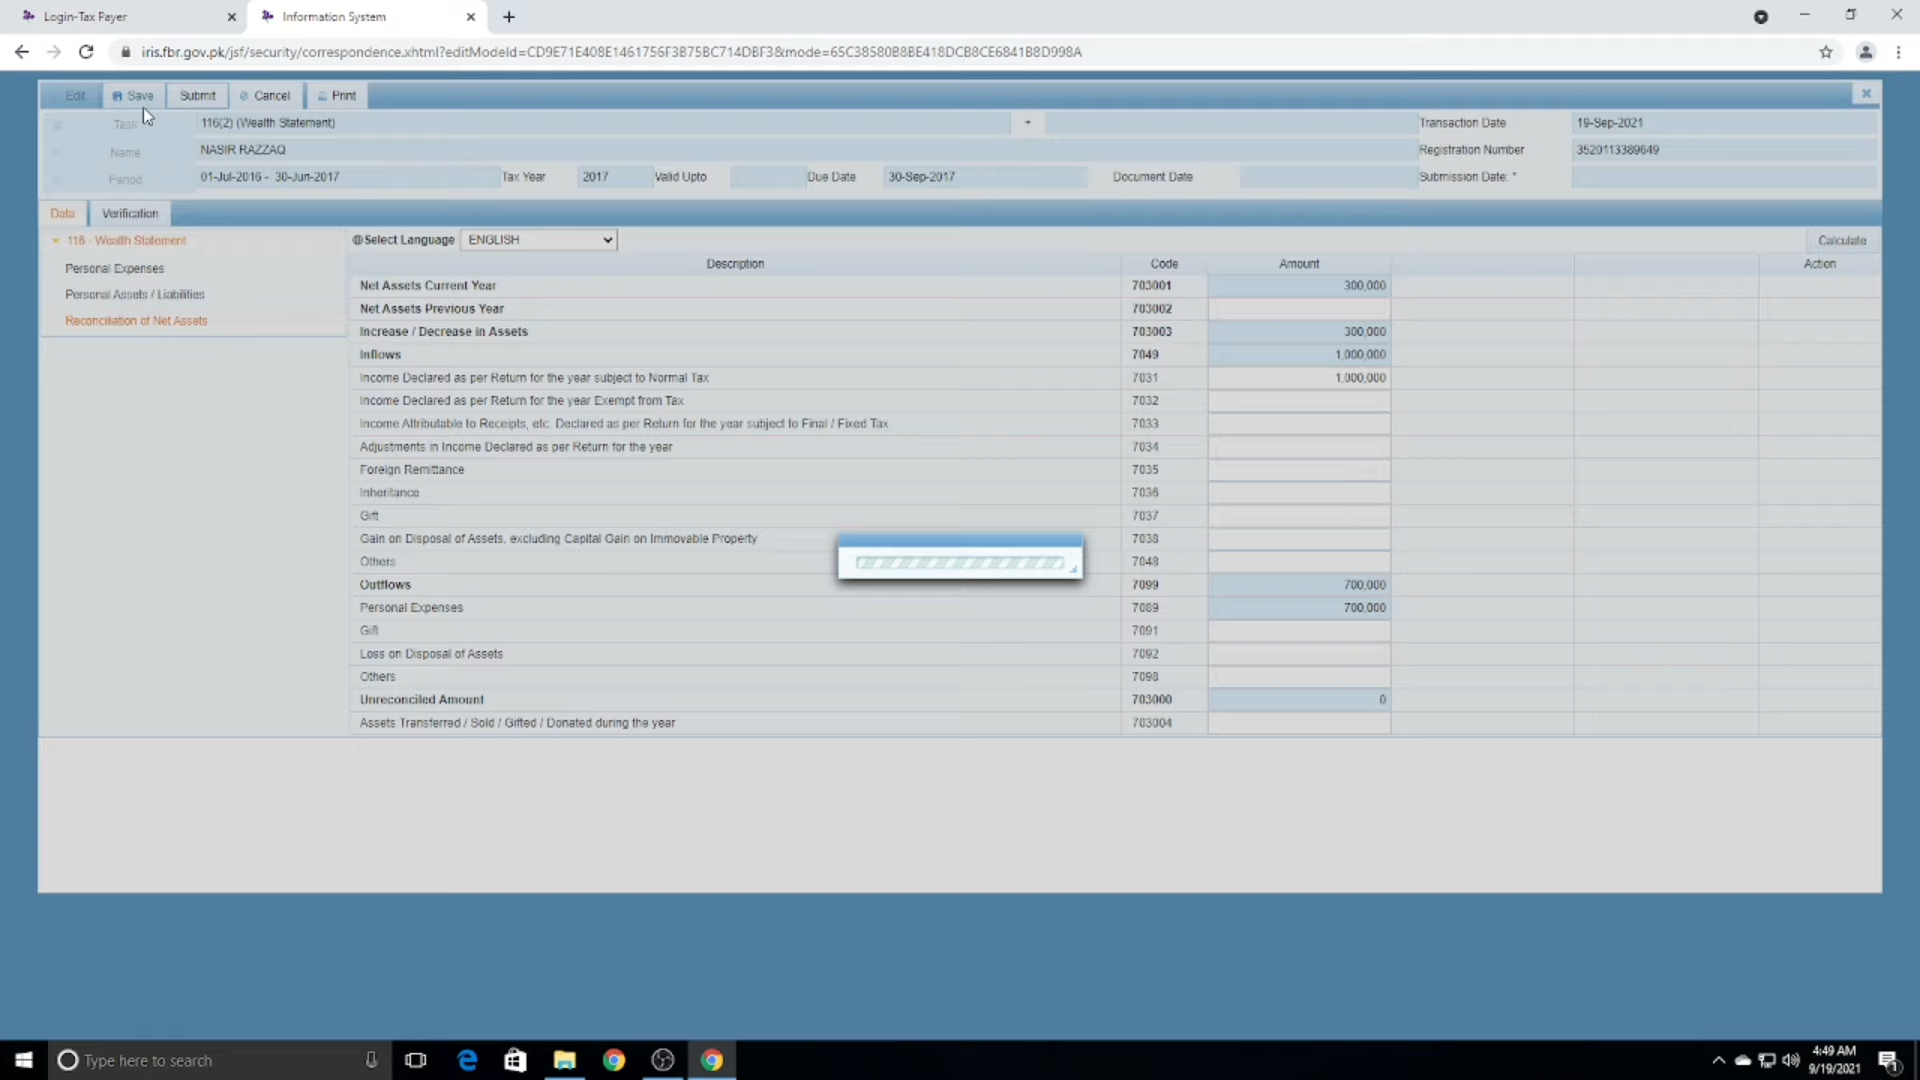 Login-Tax Payer
Information System
iris.fbr.gov.pk/jsf/security/correspondence.xhtml?editModeId=CD9E71E408E1461756F3B75BC714DBF3&mode=65C38580B8BE418DCB8CE6841B8D998A
Edit Save Submit Cancel Print
Task 116(2) (Wealth Statement) + Transaction Date 19-Sep-2021
Name NASIR RAZZAQ Registration Number 3520113389649
Period 01-Jul-2016 - 30-Jun-2017 Tax Year 2017 Valid Upto Due Date 30-Sep-2017 Document Date Submission Date: *
Data Verification
116 - Wealth Statement
Personal Expenses
Personal Assets / Liabilities
Reconciliation of Net Assets
Select Language ENGLISH Calculate
Description Code Amount Action
Net Assets Current Year 703001 300,000
Net Assets Previous Year 703002
Increase / Decrease in Assets 703003 300,000
Inflows 7049 1,000,000
Income Declared as per Return for the year subject to Normal Tax 7031 1,000,000
Income Declared as per Return for the year Exempt from Tax 7032
Income Attributable to Receipts, etc. Declared as per Return for the year subject to Final / Fixed Tax 7033
Adjustments in Income Declared as per Return for the year 7034
Foreign Remittance 7035
Inheritance 7036
Gift 7037
Gain on Disposal of Assets, excluding Capital Gain on Immovable Property 7038
Others 7048
Outflows 7099 700,000
Personal Expenses 7089 700,000
Gift 7091
Loss on Disposal of Assets 7092
Others 7098
Unreconciled Amount 703000 0
Assets Transferred / Sold / Gifted / Donated during the year 703004
Type here to search
4:49 AM
9/19/2021
1